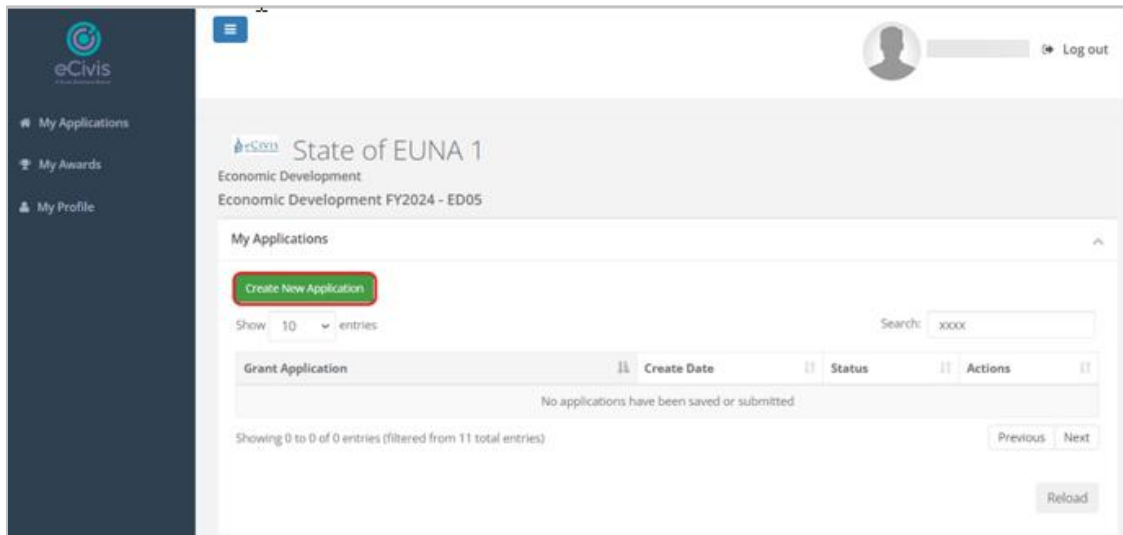 eCivis
Log out
My Applications
My Awards
My Profile
eCivis State of EUNA 1
Economic Development
Economic Development FY2024 - ED05
My Applications
Create New Application
Show 10 entries
Search: xxxx
Grant Application Create Date Status Actions
No applications have been saved or submitted
Showing 0 to 0 of 0 entries (filtered from 11 total entries)
Previous Next
Reload